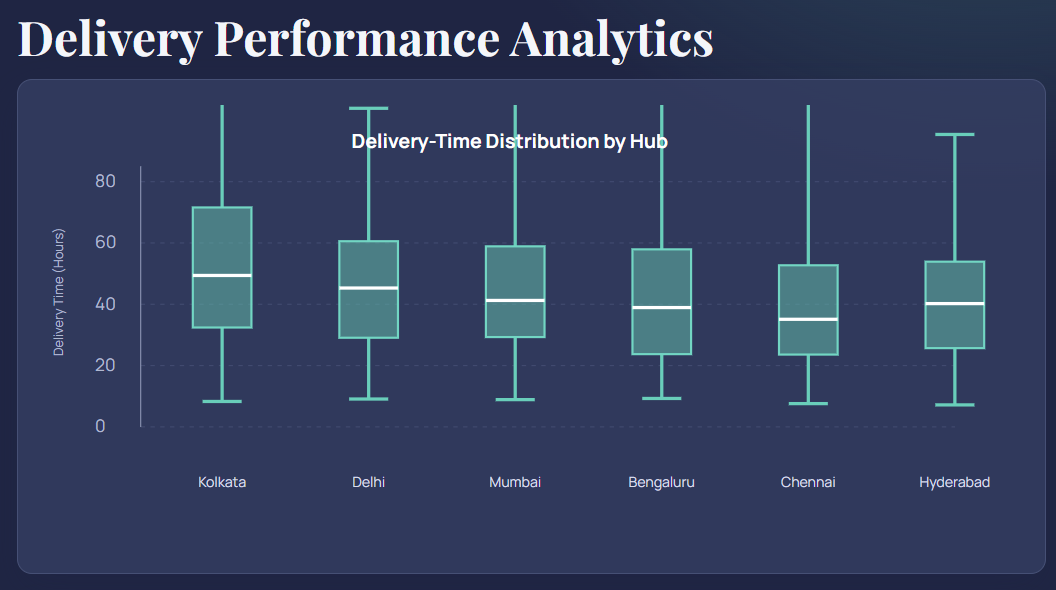 Delivery Performance Analytics
Delivery-Time Distribution by Hub
80
60
40
20
0
Delivery Time (Hours)
Kolkata Delhi Mumbai Bengaluru Chennai Hyderabad